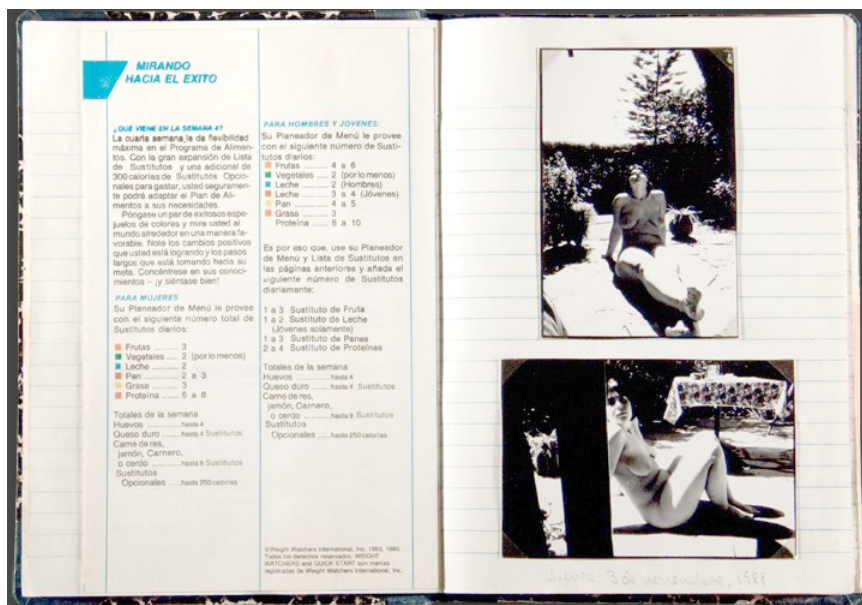 MIRANDO
HACIA EL EXITO
¿QUÉ VIENE EN LA SEMANA 4?
La cuarta semana le da flexibilidad
máxima en el Programa de Alimen-
tos. Con la gran expansión de Lista
de Sustitutos y una adicional de
300 calorías de Sustitutos Opcio-
nales para gastar, usted seguramen-
te podrá adaptar el Plan de Ali-
mentos a sus necesidades.
Póngase un par de exitosos espe-
juelos de colores y mire usted al
mundo alrededor en una manera fa-
vorable. Note los cambios positivos
que usted está logrando y los pasos
largos que está tomando hacia su
meta. Concéntrese en sus conoci-
mientos – ¡y siéntase bien!
PARA MUJERES
Su Planeador de Menú le provee
con el siguiente número total de
Sustitutos diarios:
Frutas ........ 3
Vegetales ..... 2 (por lo menos)
Leche ......... 2
Pan ........... 2 a 3
Grasa ......... 3
Proteína ...... 6 a 8
Totales de la semana
Huevos ..................hasta 4
Queso duro ...........hasta 4 Sustitutos
Carne de res,
jamón, Carnero,
o cerdo ...........hasta 8 Sustitutos
Sustitutos
Opcionales .....hasta 250 calorías
PARA HOMBRES Y JOVENES:
Su Planeador de Menú le provee
con el siguiente número de Susti-
tutos diarios:
Frutas .......... 4 a 6
Vegetales ...... 2 (por lo menos)
Leche .......... 2 (Hombres)
Leche .......... 3 a 4 (Jóvenes)
Pan ............. 4 a 5
Grasa .......... 3
Proteína ...... 8 a 10
Es por eso que, use su Planeador
de Menú y Lista de Sustitutos en
las páginas anteriores y añada el
siguiente número de Sustitutos
diariamente:
1 a 3 Sustituto de Fruta
1 a 2 Sustituto de Leche
(Jóvenes solamente)
1 a 3 Sustituto de Panes
2 a 4 Sustituto de Proteínas
Totales de la semana
Huevos ..................hasta 4
Queso duro ...........hasta 4 Sustitutos
Carne de res,
jamón, Carnero,
o cerdo ...........hasta 8 Sustitutos
Sustitutos
Opcionales .....hasta 250 calorías
©Weight Watchers International, Inc. 1983, 1985.
Todos los derechos reservados. WEIGHT
WATCHERS and QUICK START son marcas
registradas de Weight Watchers International, Inc.
Jueves 3 de noviembre, 1988